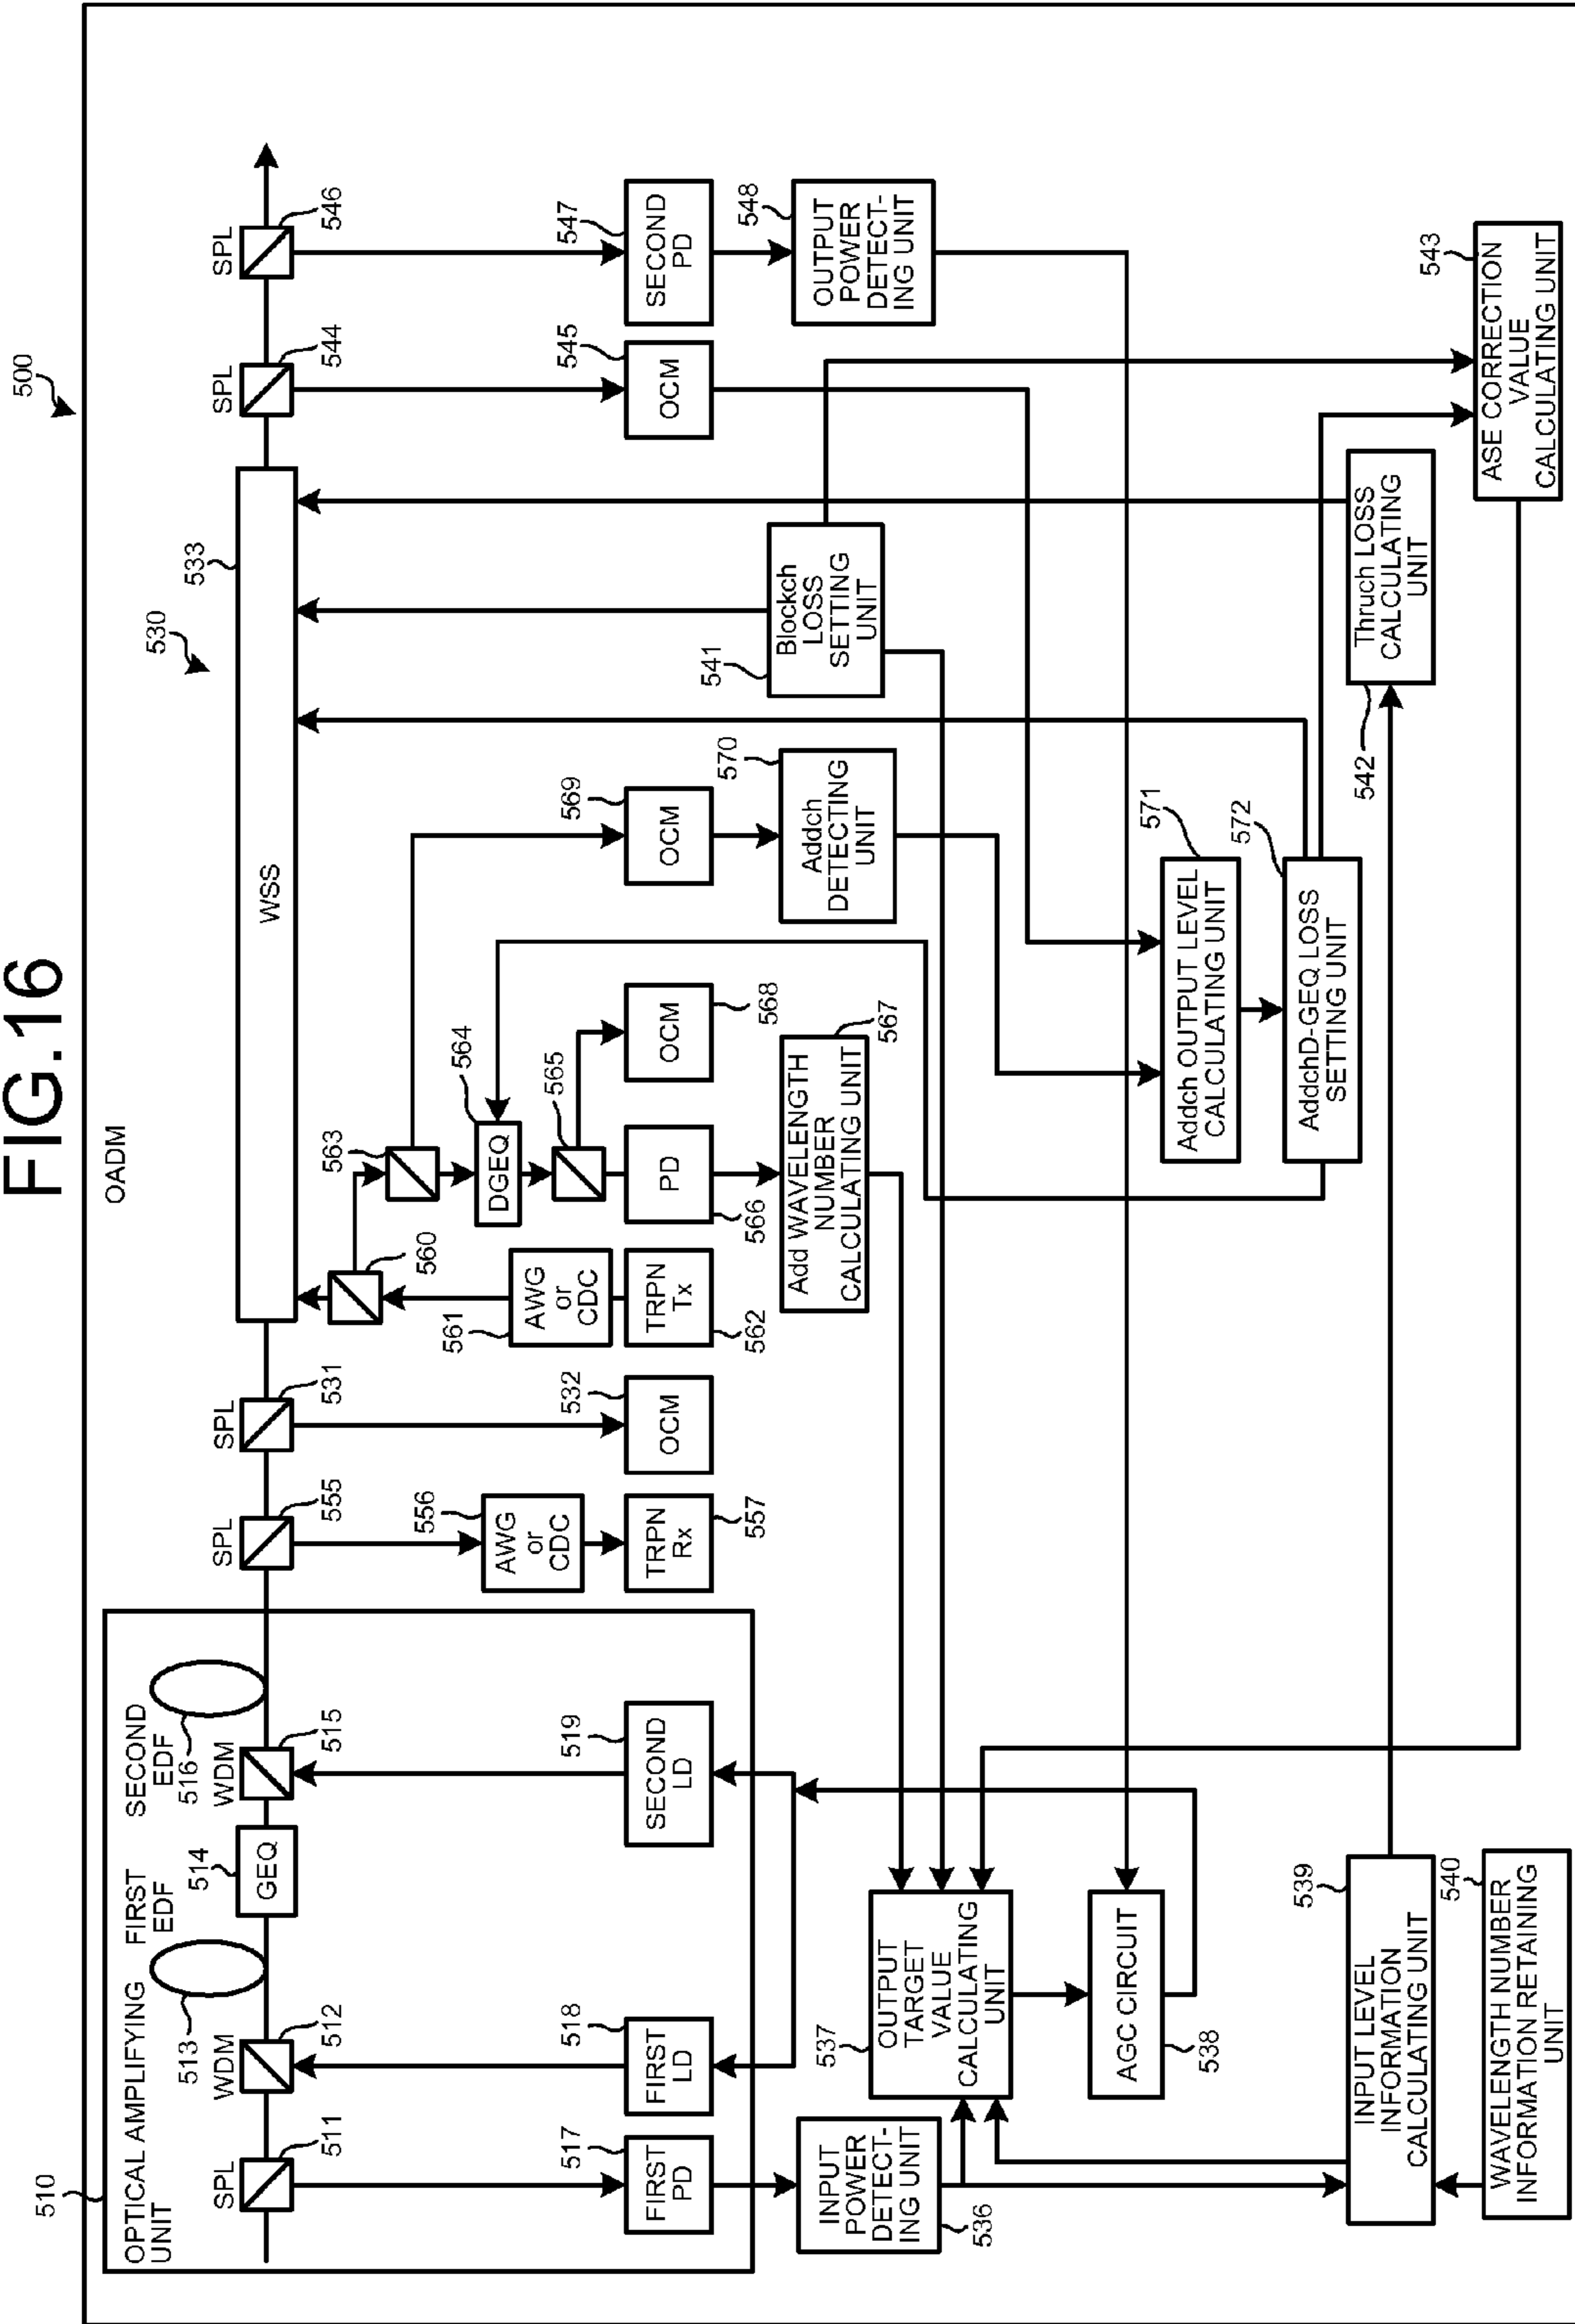 FIG.16
500
OADM
510
OPTICAL AMPLIFYING
UNIT
SPL
511
WDM
512
513
FIRST
EDF
514
GEQ
WDM
515
516
SECOND
EDF
517
FIRST
PD
518
FIRST
LD
519
SECOND
LD
SPL
555
556
AWG
or
CDC
TRPN
Rx
557
SPL
531
532
OCM
530
533
WSS
560
561
AWG
or
CDC
TRPN
Tx
562
563
564
DGEQ
565
PD
566
OCM
568
569
OCM
SPL
544
545
OCM
SPL
546
547
SECOND
PD
548
OUTPUT
POWER
DETECT-
ING UNIT
Add WAVELENGTH
NUMBER
CALCULATING UNIT
567
570
Addch
DETECTING
UNIT
541
Blockch
LOSS
SETTING
UNIT
INPUT
POWER
DETECT-
ING UNIT
536
537
OUTPUT
TARGET
VALUE
CALCULATING
UNIT
AGC CIRCUIT
538
571
Addch OUTPUT LEVEL
CALCULATING UNIT
572
AddchD-GEQ LOSS
SETTING UNIT
542
Thruch LOSS
CALCULATING
UNIT
543
ASE CORRECTION
VALUE
CALCULATING UNIT
539
INPUT LEVEL
INFORMATION
CALCULATING UNIT
540
WAVELENGTH NUMBER
INFORMATION RETAINING
UNIT